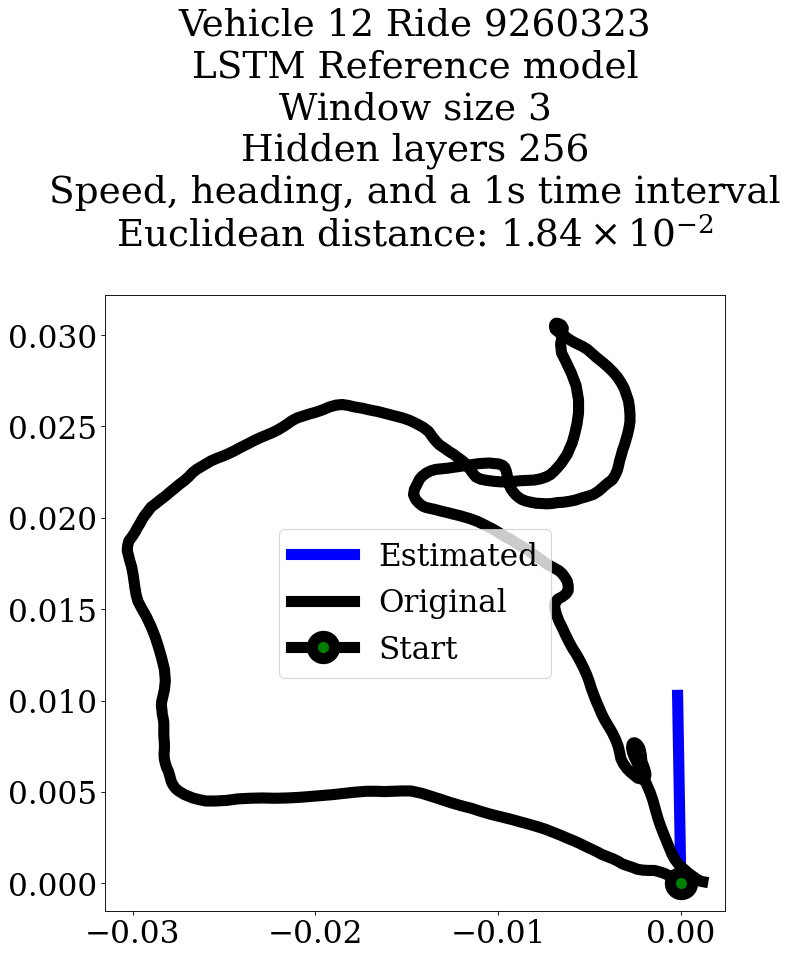 Vehicle 12 Ride 9260323
LSTM Reference model
Window size 3
Hidden layers 256
Speed, heading, and a 1s time interval
Euclidean distance: 1.84 × 10⁻²
0.030
0.025
0.020
0.015
0.010
0.005
0.000
Estimated
Original
Start
−0.03 −0.02 −0.01 0.00